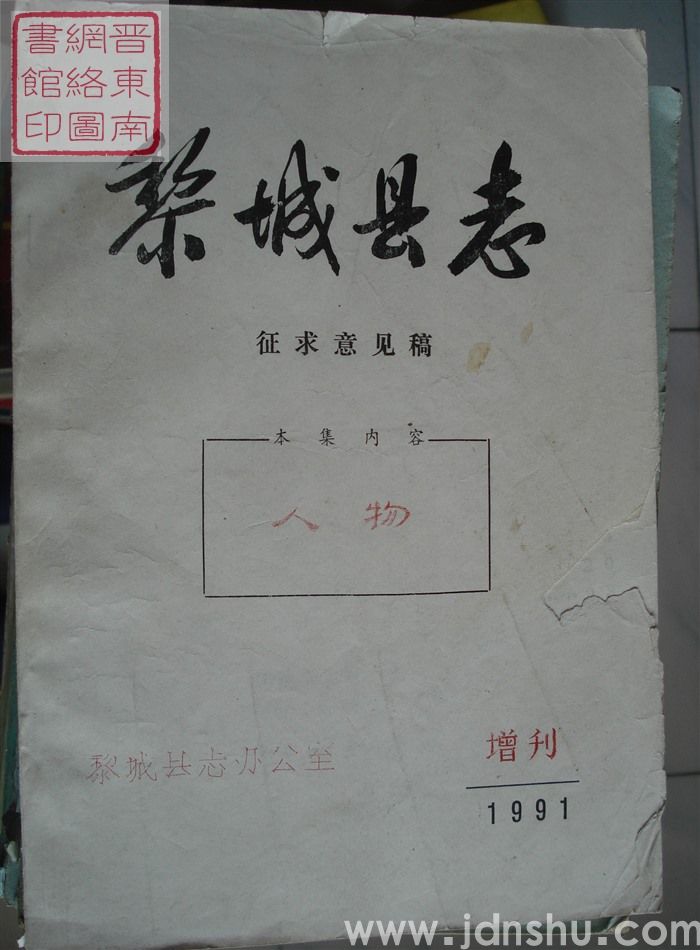 晋東南
網絡圖
書館印
黎城县志
征求意见稿
本集内容
人物
黎城县志办公室
增刊
1991
www.jdnshu.com